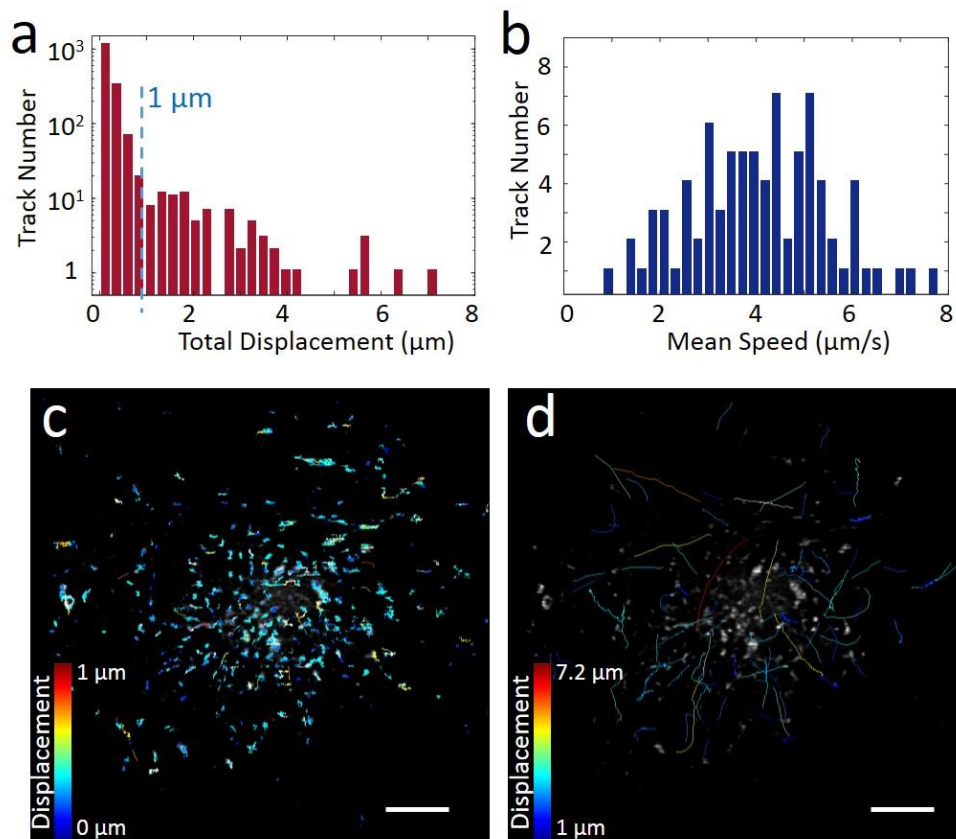 a
10³
10²
10¹
1
Track Number
1 μm
0
2
4
6
8
Total Displacement (μm)
b
8
6
4
2
Track Number
0
2
4
6
8
Mean Speed (μm/s)
c
Displacement
1 μm
0 μm
d
Displacement
7.2 μm
1 μm